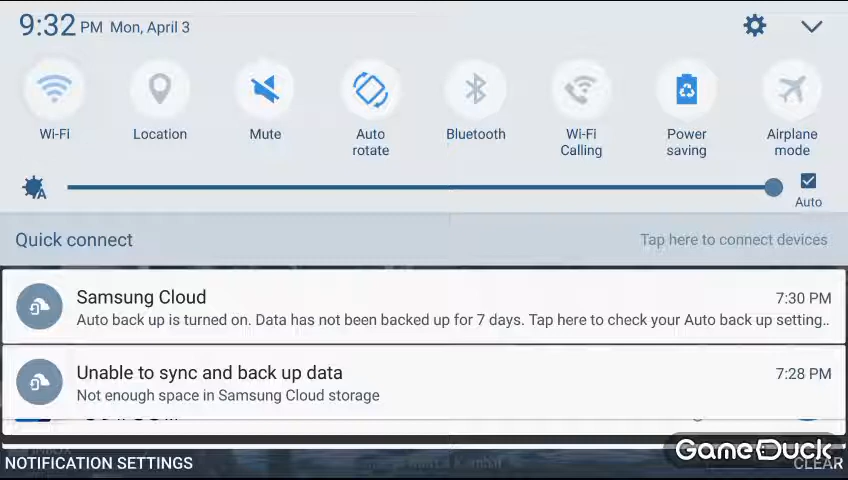 9:32 PM Mon, April 3
Wi-Fi
Location
Mute
Auto
rotate
Bluetooth
Wi-Fi
Calling
Power
saving
Airplane
mode
A
Auto
Quick connect
Tap here to connect devices
Samsung Cloud
7:30 PM
Auto back up is turned on. Data has not been backed up for 7 days. Tap here to check your Auto back up setting..
Unable to sync and back up data
7:28 PM
Not enough space in Samsung Cloud storage
GameDuck
NOTIFICATION SETTINGS
CLEAR